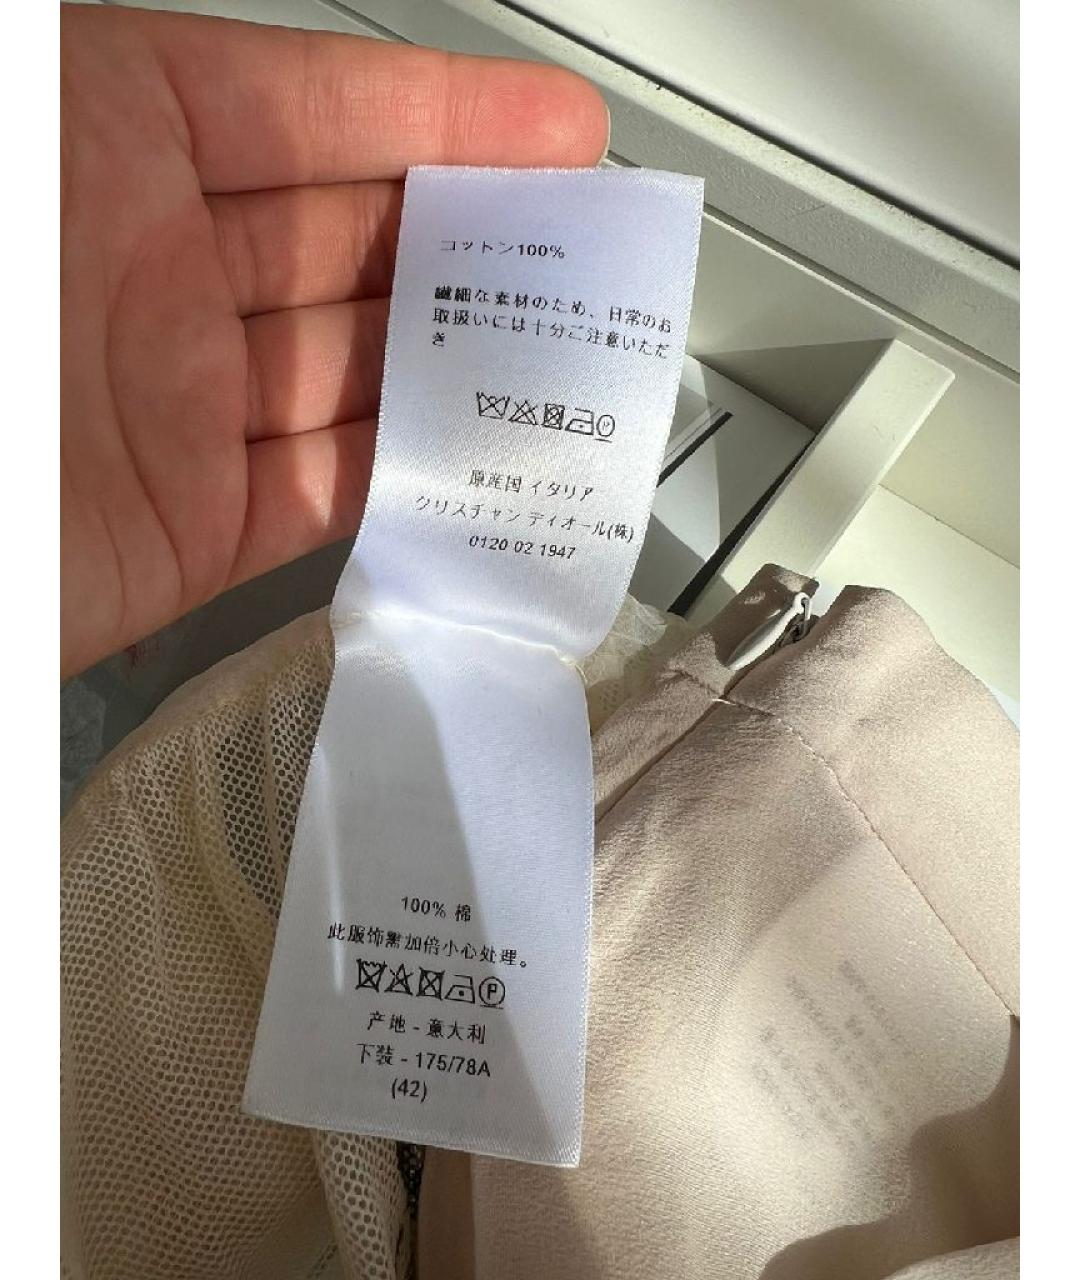 コットン100%
繊細な素材のため、日常のお
取扱いには十分ご注意いただ
き
P
原産国 イタリア
クリスチャン ディオール(株)
0120 02 1947
100% 棉
此服饰需加倍小心处理。
P
产地 - 意大利
下装 - 175/78A
(42)